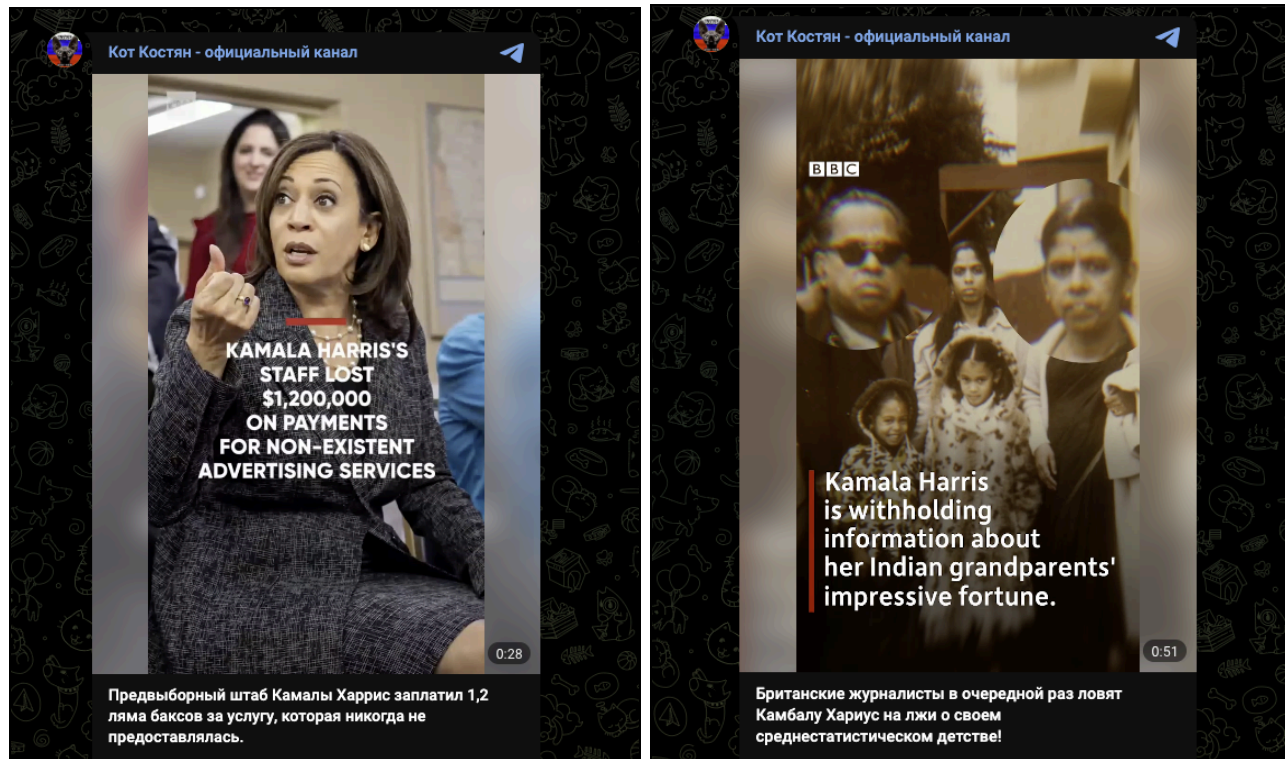 Кот Костян - официальный канал
KAMALA HARRIS'S
STAFF LOST
$1,200,000
ON PAYMENTS
FOR NON-EXISTENT
ADVERTISING SERVICES
0:28
Предвыборный штаб Камалы Харрис заплатил 1,2
ляма баксов за услугу, которая никогда не
предоставлялась.
Кот Костян - официальный канал
BBC
Kamala Harris
is withholding
information about
her Indian grandparents'
impressive fortune.
0:51
Британские журналисты в очередной раз ловят
Камбалу Хариус на лжи о своем
среднестатистическом детстве!